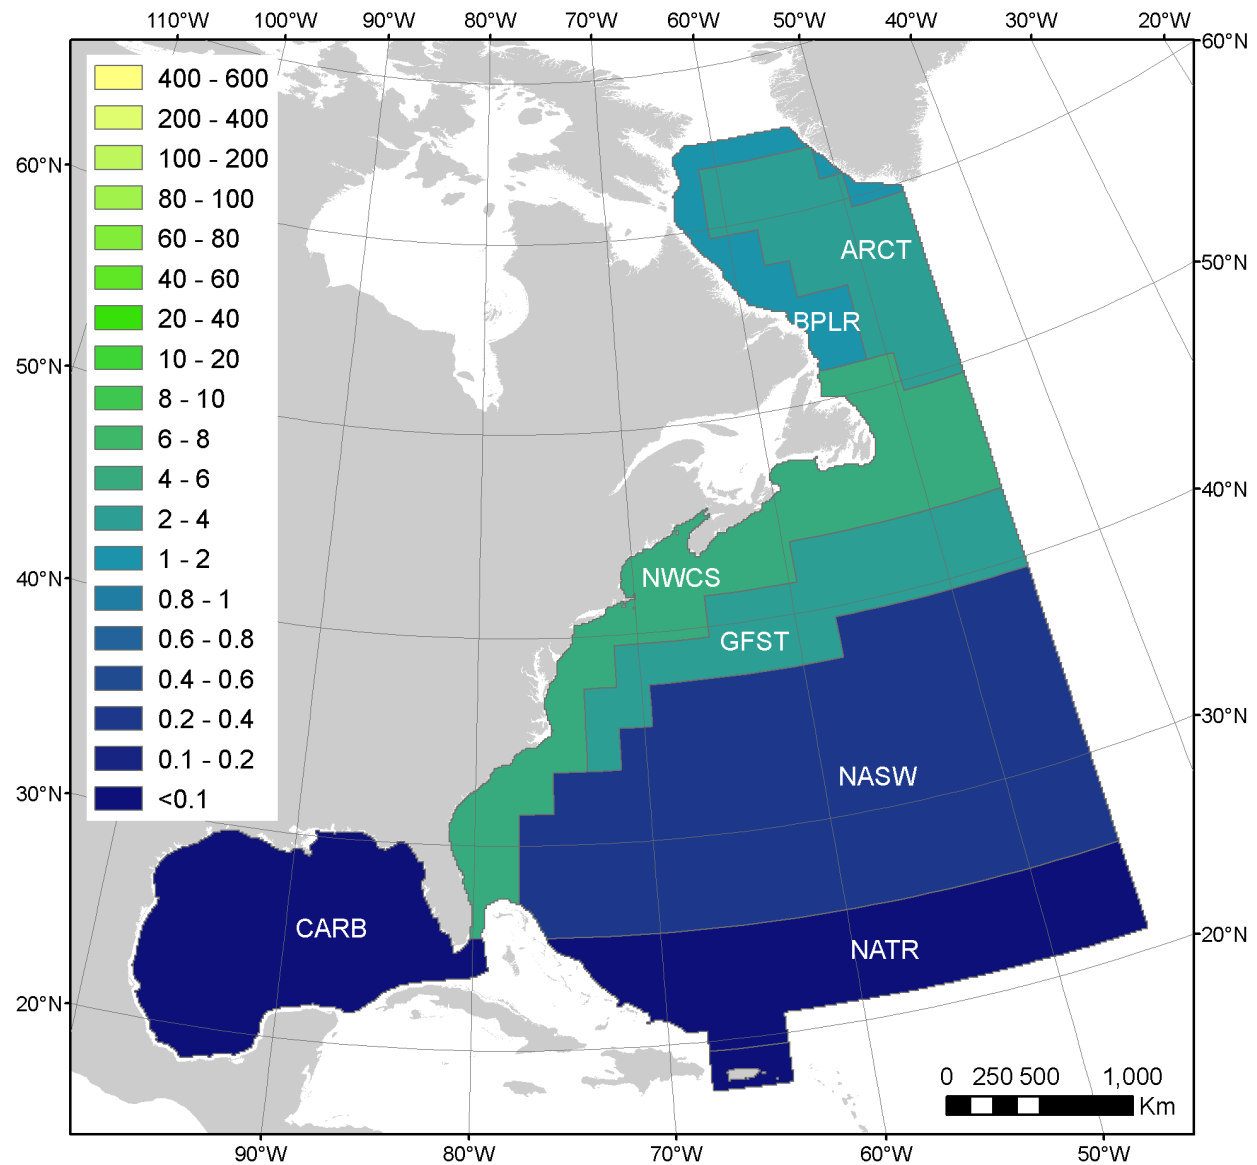 110°W 100°W 90°W 80°W 70°W 60°W 50°W 40°W 30°W 20°W
60°N
400 - 600
200 - 400
100 - 200
60°N
80 - 100
60 - 80
ARCT
50°N
40 - 60
20 - 40
BPLR
10 - 20
50°N
8 - 10
6 - 8
4 - 6
40°N
2 - 4
1 - 2
40°N
NWCS
0.8 - 1
0.6 - 0.8
GFST
0.4 - 0.6
0.2 - 0.4
30°N
0.1 - 0.2
NASW
30°N
<0.1
CARB
20°N
NATR
20°N
0 250 500 1,000
Km
90°W 80°W 70°W 60°W 50°W